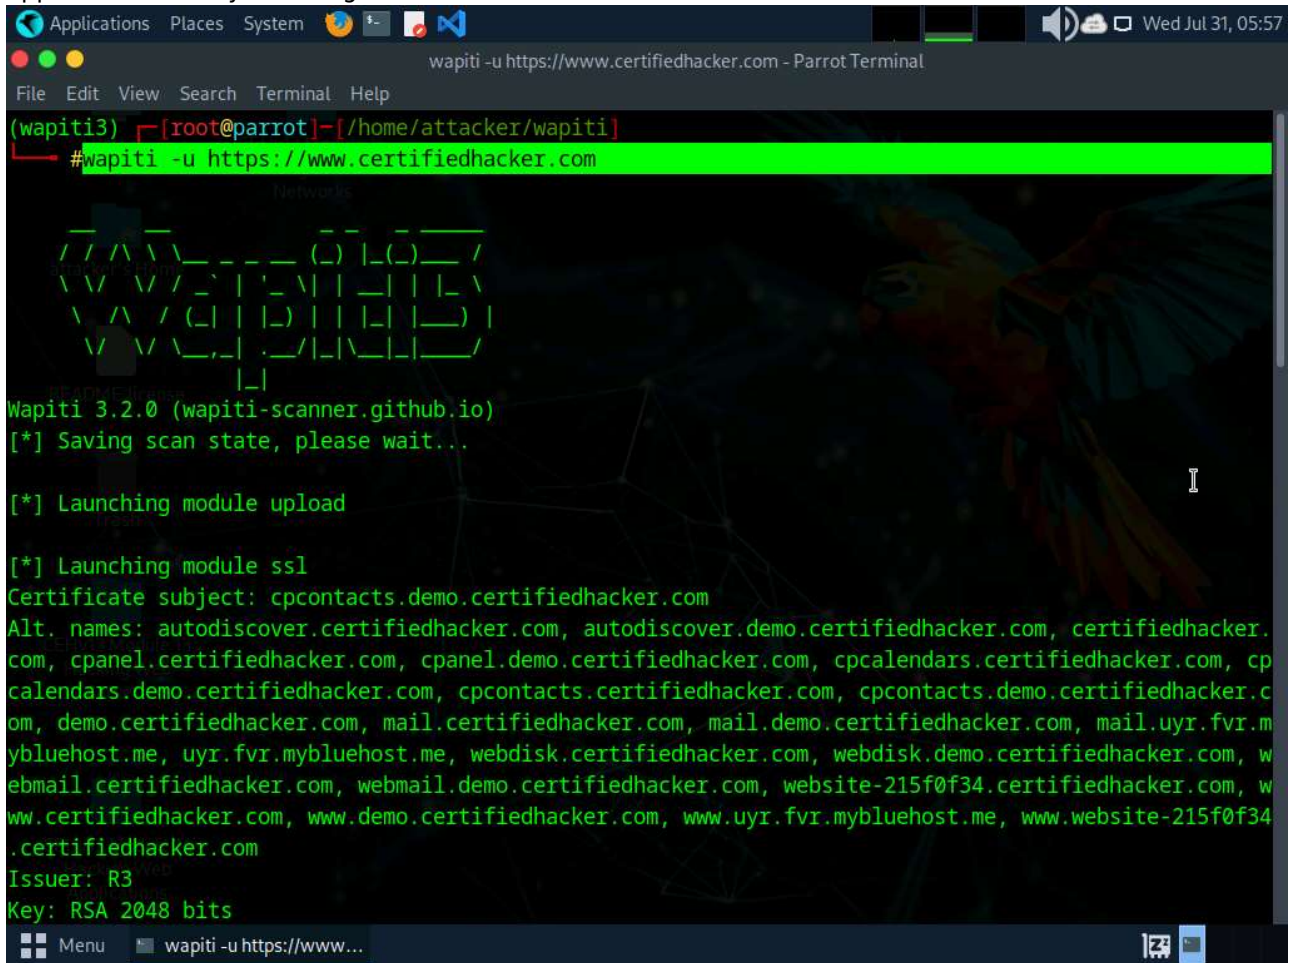 Applications Places System Wed Jul 31, 05:57
wapiti -u https://www.certifiedhacker.com - Parrot Terminal
File Edit View Search Terminal Help
(wapiti3) ┌─[root@parrot]─[/home/attacker/wapiti]
└──╼ #wapiti -u https://www.certifiedhacker.com
Networks
Wapiti3
Wapiti 3.2.0 (wapiti-scanner.github.io)
[*] Saving scan state, please wait...
[*] Launching module upload
[*] Launching module ssl
Certificate subject: cpcontacts.demo.certifiedhacker.com
Alt. names: autodiscover.certifiedhacker.com, autodiscover.demo.certifiedhacker.com, certifiedhacker.
com, cpanel.certifiedhacker.com, cpanel.demo.certifiedhacker.com, cpcalendars.certifiedhacker.com, cp
calendars.demo.certifiedhacker.com, cpcontacts.certifiedhacker.com, cpcontacts.demo.certifiedhacker.c
om, demo.certifiedhacker.com, mail.certifiedhacker.com, mail.demo.certifiedhacker.com, mail.uyr.fvr.m
ybluehost.me, uyr.fvr.mybluehost.me, webdisk.certifiedhacker.com, webdisk.demo.certifiedhacker.com, w
ebmail.certifiedhacker.com, webmail.demo.certifiedhacker.com, website-215f0f34.certifiedhacker.com, w
ww.certifiedhacker.com, www.demo.certifiedhacker.com, www.uyr.fvr.mybluehost.me, www.website-215f0f34
.certifiedhacker.com
Issuer: R3
Key: RSA 2048 bits
Menu wapiti -u https://www...